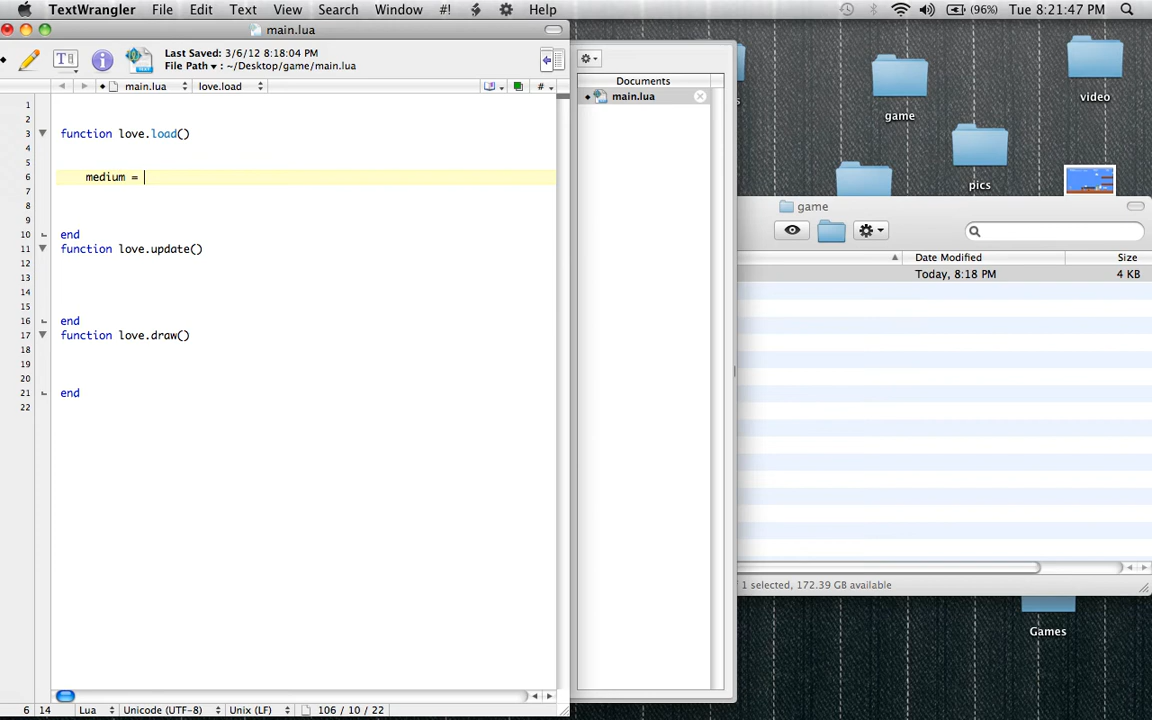 TextWrangler File Edit Text View Search Window #! Help (96%) Tue 8:21:47 PM
main.lua
Last Saved: 3/6/12 8:18:04 PM
File Path ▾ : ~/Desktop/game/main.lua
main.lua love.load #
Documents
main.lua
1
2
3 function love.load()
4
5
6 medium =
7
8
9
10 end
11 function love.update()
12
13
14
15
16 end
17 function love.draw()
18
19
20
21 end
22
6 14 Lua Unicode (UTF-8) Unix (LF) 106 / 10 / 22
game
video
pics
game
Date Modified Size
Today, 8:18 PM 4 KB
1 selected, 172.39 GB available
Games